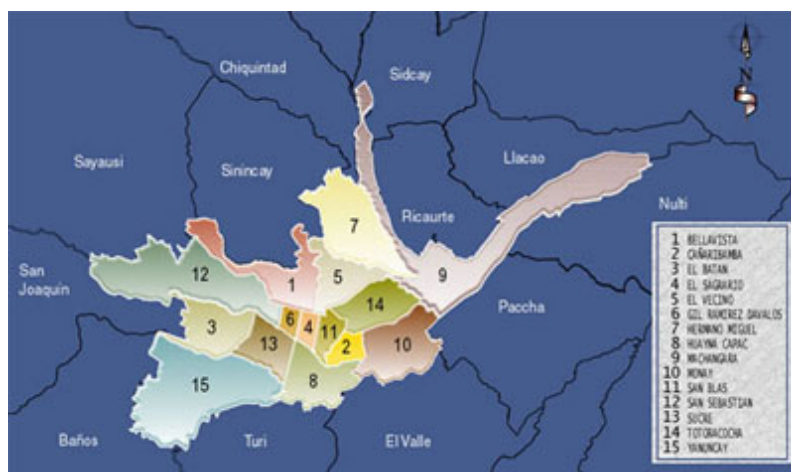 Chiquintad
Sidcay
N
Sayausi
Sinincay
Llacao
Nulti
Ricaurte
7
San
Joaquín
12
1
5
9
14
Paccha
3
6
4
11
13
2
10
15
8
Baños
Turi
El Valle
1 BELLAVISTA
2 CAÑARIBAMBA
3 EL BATAN
4 EL SAGRARIO
5 EL VECINO
6 GIL RAMIREZ DAVALOS
7 HERMANO MIGUEL
8 HUAYNA CAPAC
9 MACHANGARA
10 MONAY
11 SAN BLAS
12 SAN SEBASTIAN
13 SUCRE
14 TOTORACOCHA
15 YANUNCAY